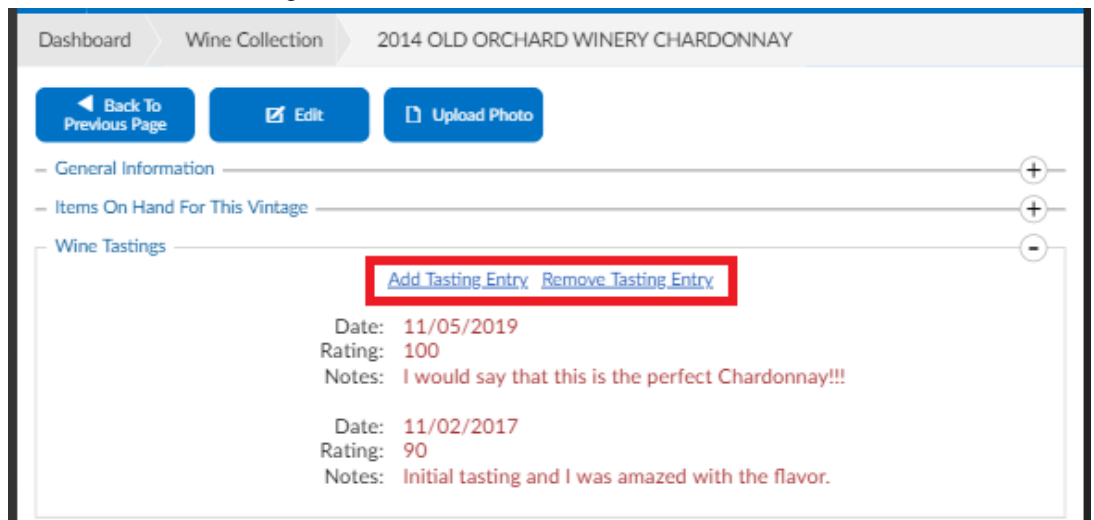 Dashboard Wine Collection 2014 OLD ORCHARD WINERY CHARDONNAY
Back To
Previous Page
Edit
Upload Photo
General Information
Items On Hand For This Vintage
Wine Tastings
Add Tasting Entry Remove Tasting Entry
Date: 11/05/2019
Rating: 100
Notes: I would say that this is the perfect Chardonnay!!!
Date: 11/02/2017
Rating: 90
Notes: Initial tasting and I was amazed with the flavor.